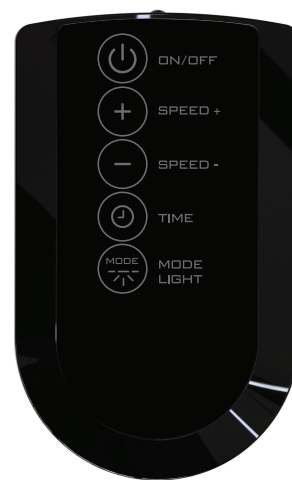 ON/OFF
+ SPEED +
- SPEED -
TIME
MODE MODE
LIGHT